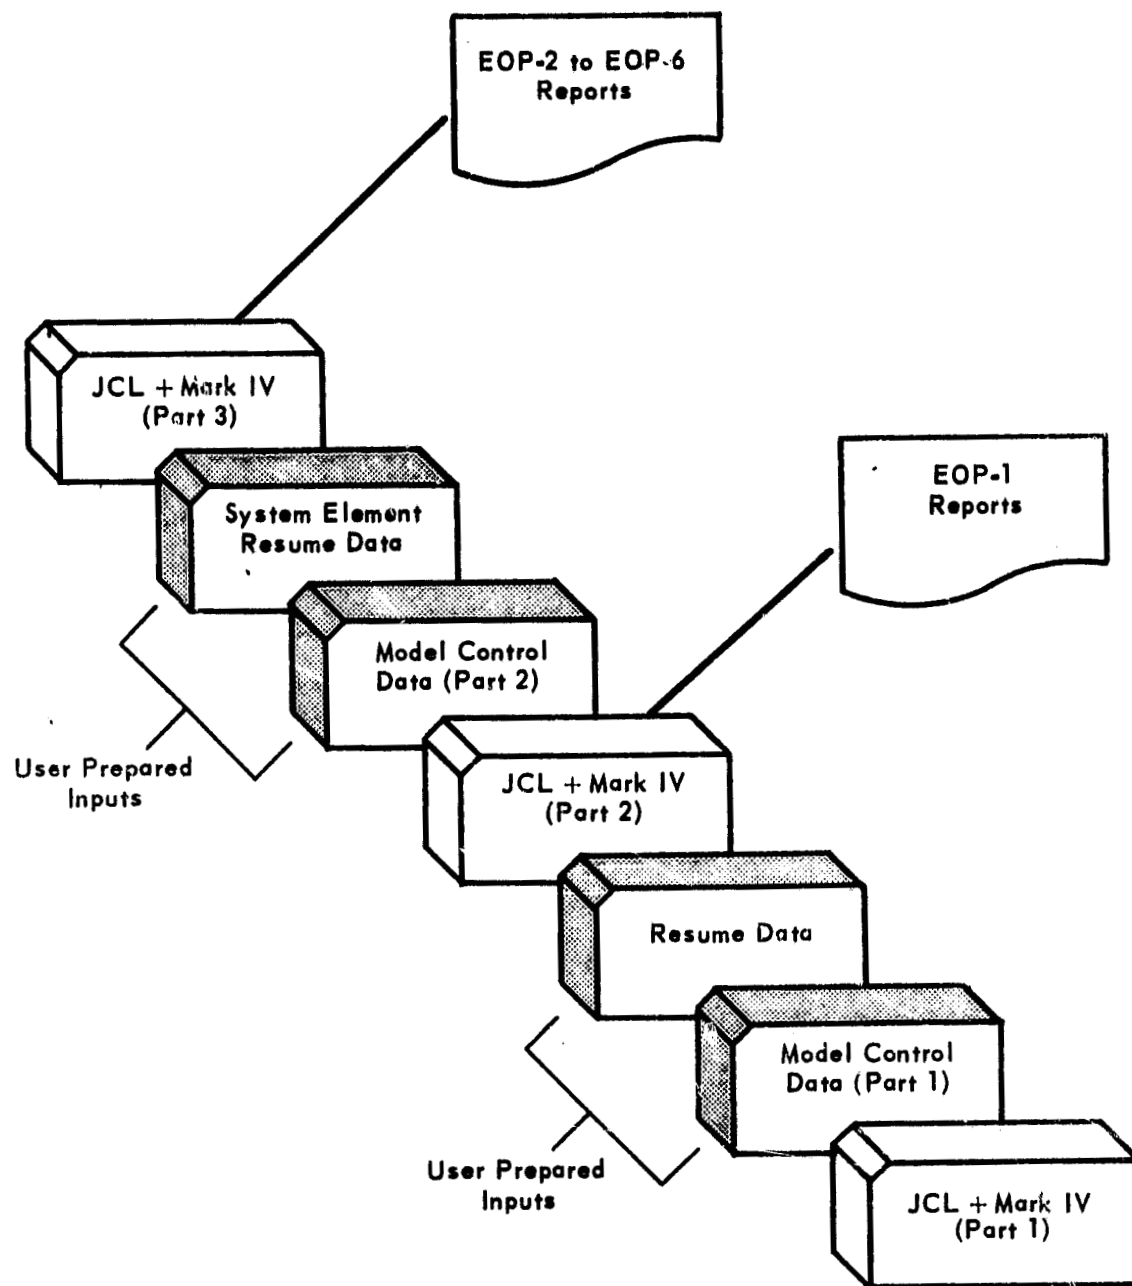 EOP-2 to EOP-6
Reports
JCL + Mark IV
(Part 3)
System Element
Resume Data
EOP-1
Reports
Model Control
Data (Part 2)
User Prepared
Inputs
JCL + Mark IV
(Part 2)
Resume Data
Model Control
Data (Part 1)
User Prepared
Inputs
JCL + Mark IV
(Part 1)